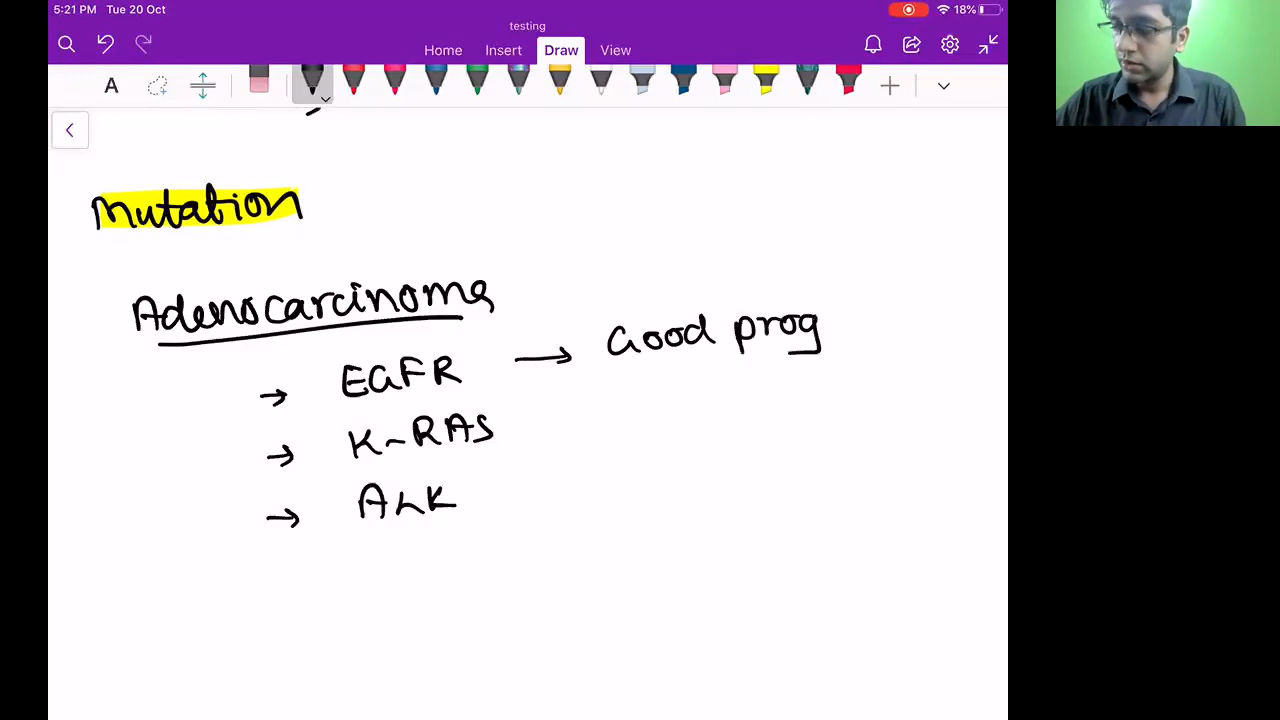 5:21 PM Tue 20 Oct
18%
testing
Home Insert Draw View
A
Mutation
Adenocarcinoma
→ EGFR → Good prog
→ K-RAS
→ ALK